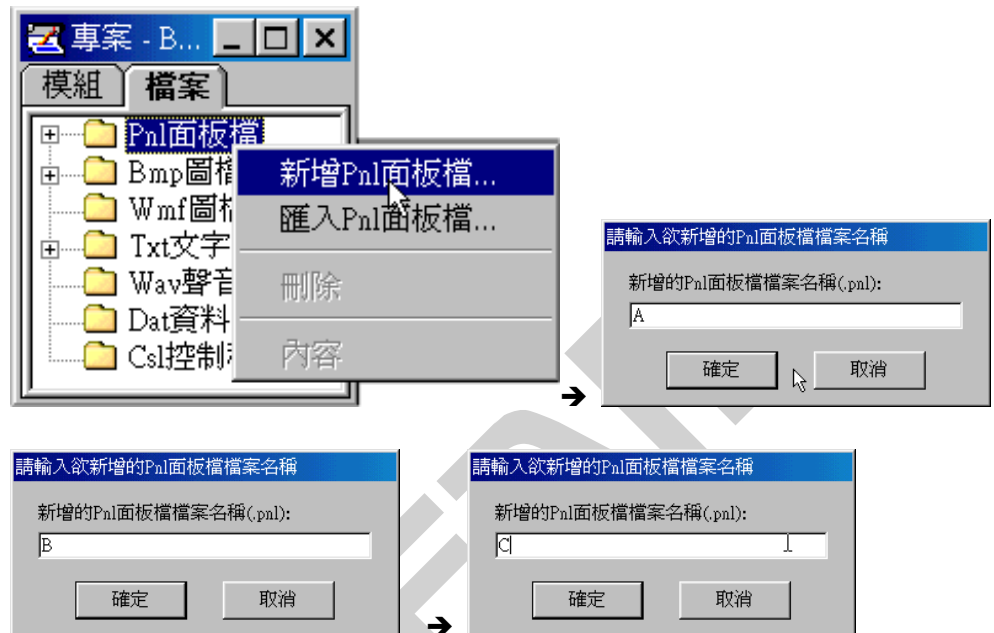 專案 - B...
模組 檔案
Pnl面板檔
Bmp圖檔
Wmf圖檔
Txt文字
Wav聲音
Dat資料
Csl控制
新增Pnl面板檔...
匯入Pnl面板檔...
刪除
內容
➔
請輸入欲新增的Pnl面板檔檔案名稱
新增的Pnl面板檔檔案名稱(.pnl):
A
確定 取消
請輸入欲新增的Pnl面板檔檔案名稱
新增的Pnl面板檔檔案名稱(.pnl):
B
確定 取消
➔
請輸入欲新增的Pnl面板檔檔案名稱
新增的Pnl面板檔檔案名稱(.pnl):
C
確定 取消